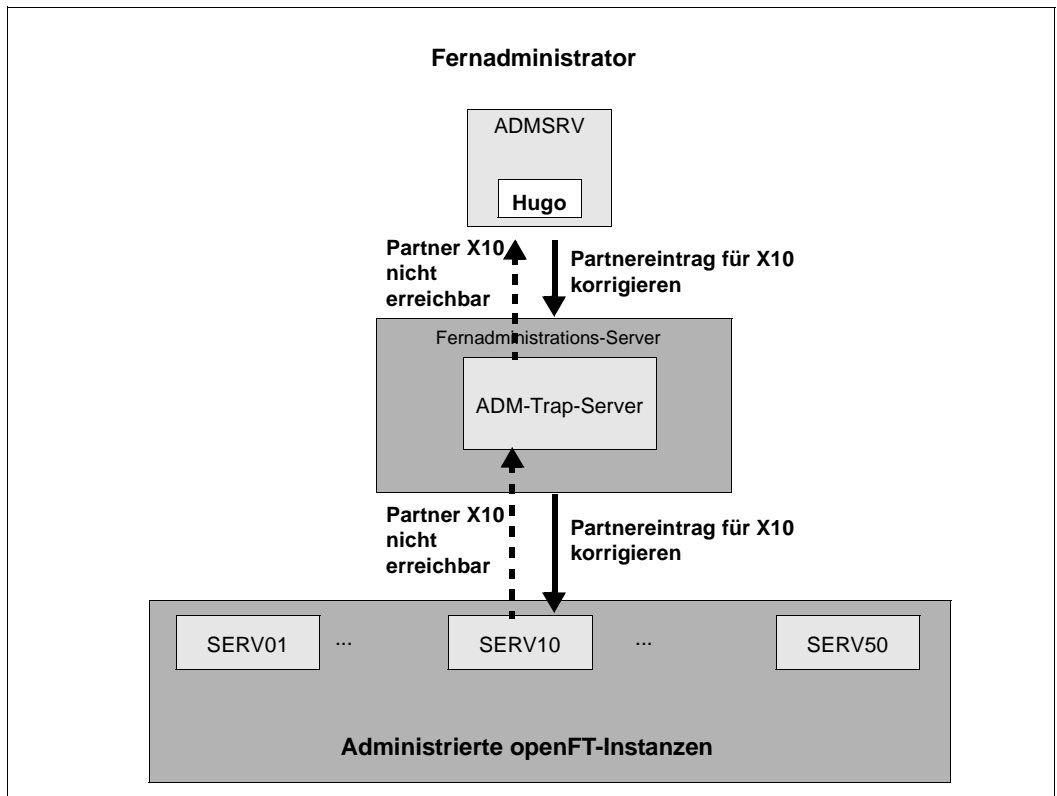 Fernadministrator
ADMSRV
Hugo
Partner X10
nicht
erreichbar
Partnereintrag für X10
korrigieren
Fernadministrations-Server
ADM-Trap-Server
Partner X10
nicht
erreichbar
Partnereintrag für X10
korrigieren
SERV01
...
SERV10
...
SERV50
Administrierte openFT-Instanzen